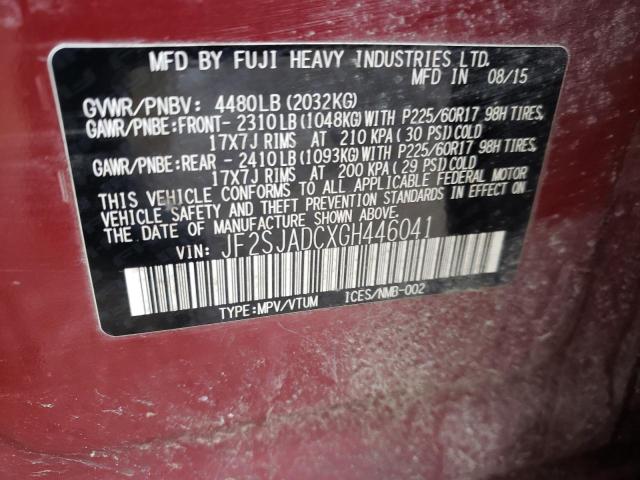 MFD BY FUJI HEAVY INDUSTRIES LTD.
MFD IN 08/15
GVWR/PNBV: 4480LB(2032KG)
GAWR/PNBE:FRONT- 2310LB(1048KG)WITH P225/60R17 98H TIRES,
17X7J RIMS AT 210 KPA(30 PSI)COLD
GAWR/PNBE:REAR - 2410LB(1093KG)WITH P225/60R17 98H TIRES,
17X7J RIMS AT 200 KPA(29 PSI)COLD
THIS VEHICLE CONFORMS TO ALL APPLICABLE FEDERAL MOTOR
VEHICLE SAFETY AND THEFT PREVENTION STANDARDS IN EFFECT ON
THE DATE OF MANUFACTURE SHOWN ABOVE.
VIN: JF2SJADCXGH446041
TYPE:MPV/VTUM ICES/NMB-002